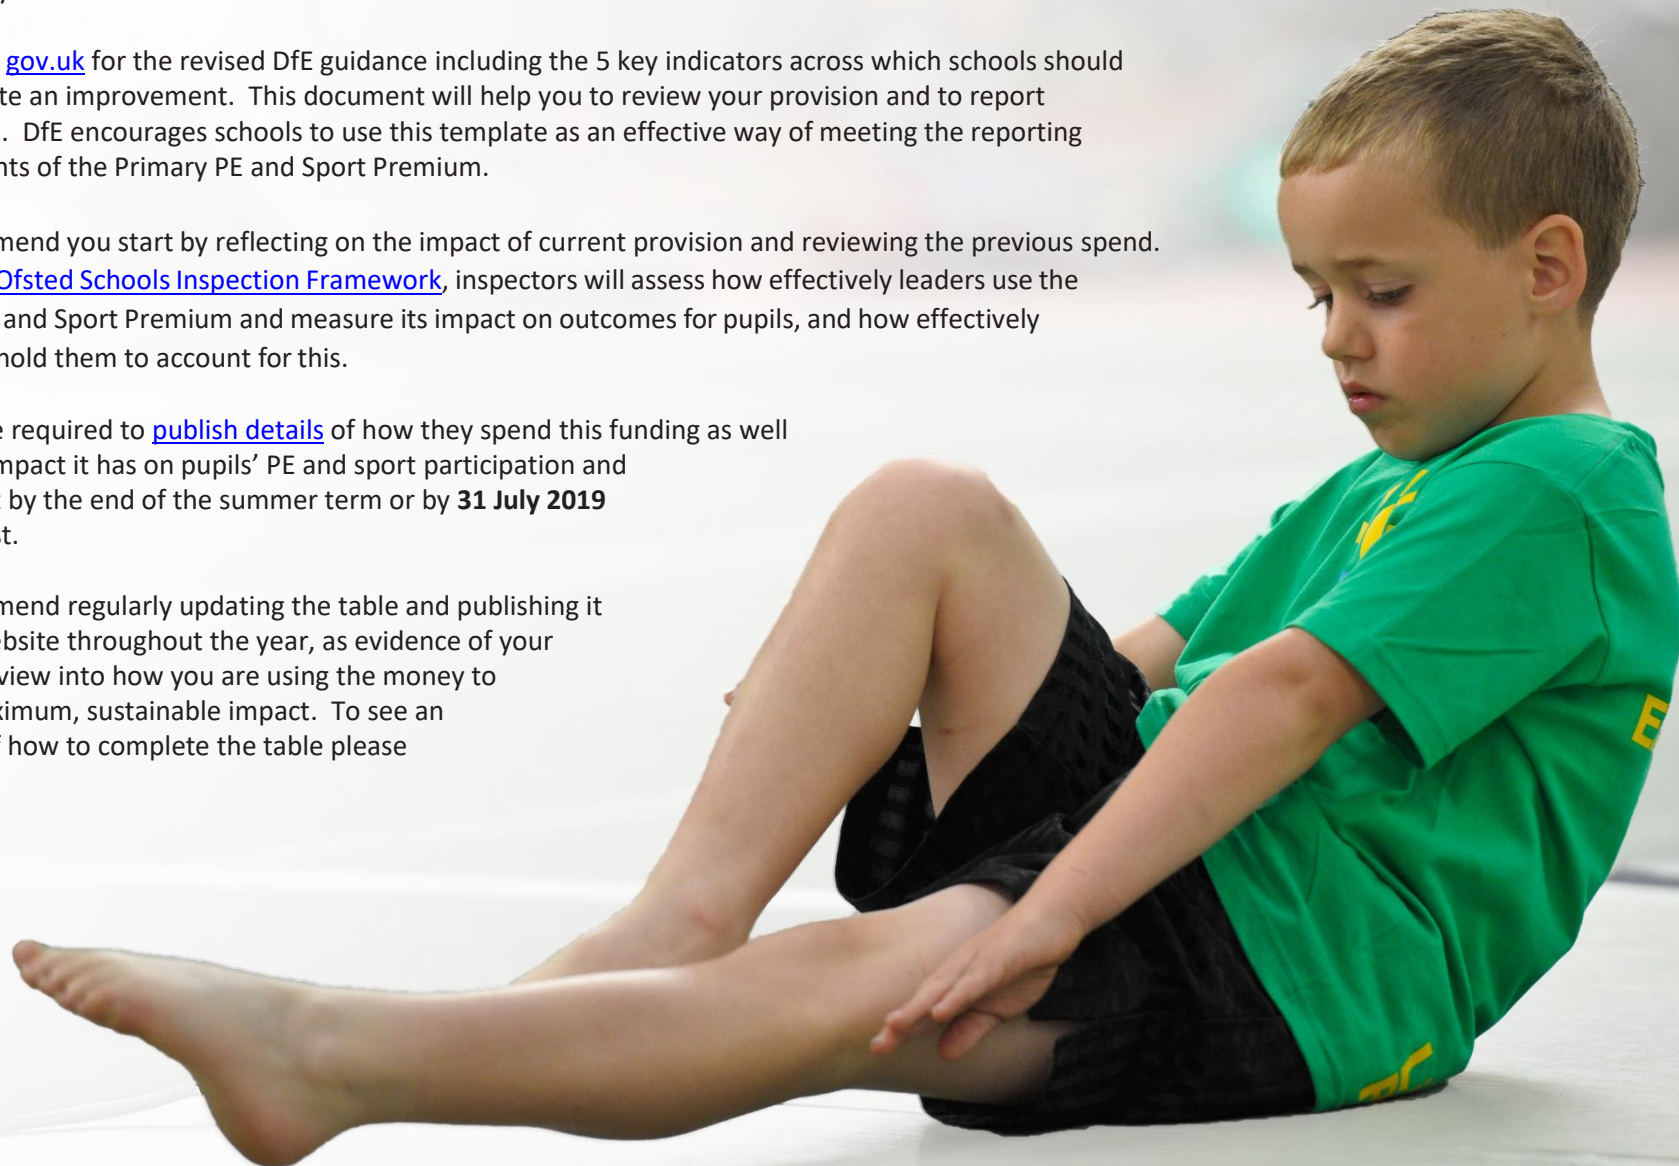 gov.uk for the revised DfE guidance including the 5 key indicators across which schools should
te an improvement. This document will help you to review your provision and to report
. DfE encourages schools to use this template as an effective way of meeting the reporting
nts of the Primary PE and Sport Premium.
mend you start by reflecting on the impact of current provision and reviewing the previous spend.
Ofsted Schools Inspection Framework, inspectors will assess how effectively leaders use the
and Sport Premium and measure its impact on outcomes for pupils, and how effectively
hold them to account for this.
e required to publish details of how they spend this funding as well
mpact it has on pupils’ PE and sport participation and
t by the end of the summer term or by 31 July 2019
st.
mend regularly updating the table and publishing it
ebsite throughout the year, as evidence of your
view into how you are using the money to
ximum, sustainable impact. To see an
f how to complete the table please